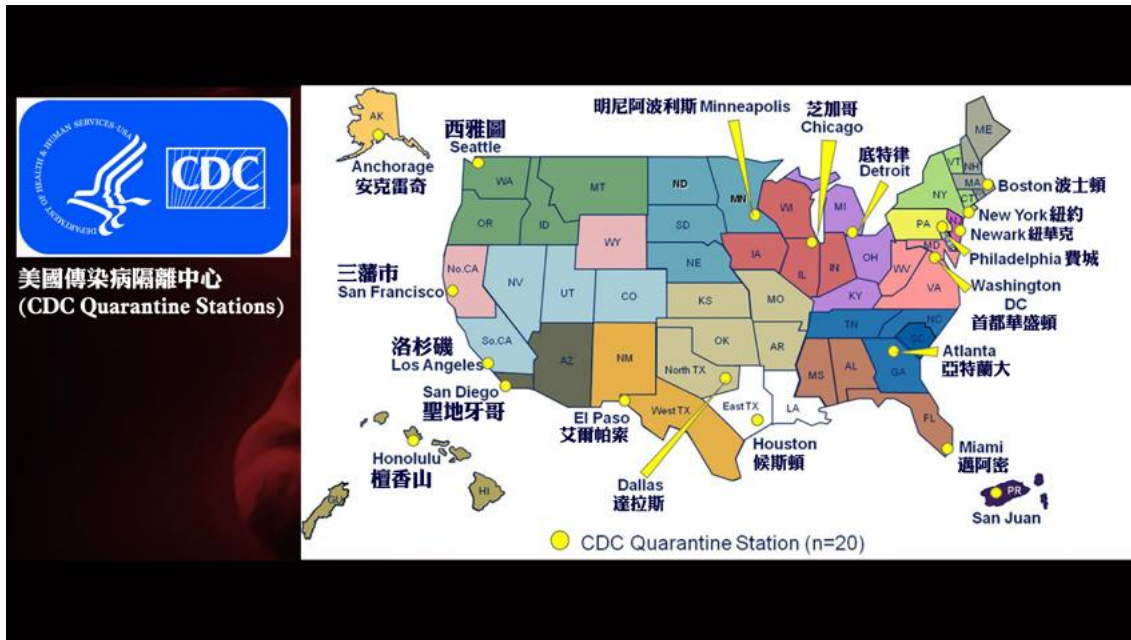 DEPARTMENT OF HEALTH & HUMAN SERVICES-USA
CDC
美國傳染病隔離中心
(CDC Quarantine Stations)
AK
Anchorage
安克雷奇
西雅圖
Seattle
明尼阿波利斯 Minneapolis
芝加哥
Chicago
底特律
Detroit
Boston 波士頓
New York 紐約
Newark 紐華克
Philadelphia 費城
Washington
DC
首都華盛頓
Atlanta
亞特蘭大
Miami
邁阿密
PR
San Juan
三藩市
San Francisco
洛杉磯
Los Angeles
San Diego
聖地牙哥
El Paso
艾爾帕索
Dallas
達拉斯
Houston
候斯頓
Honolulu
檀香山
GU
HI
WA
OR
ID
MT
WY
ND
SD
NE
MN
WI
MI
IA
IL
IN
OH
KY
No.CA
So.CA
NV
UT
CO
AZ
NM
KS
MO
OK
AR
North TX
West TX
East TX
LA
MS
AL
TN
NC
SC
GA
FL
WV
VA
MD
PA
NJ
NY
VT
NH
ME
MA
CT
CDC Quarantine Station (n=20)